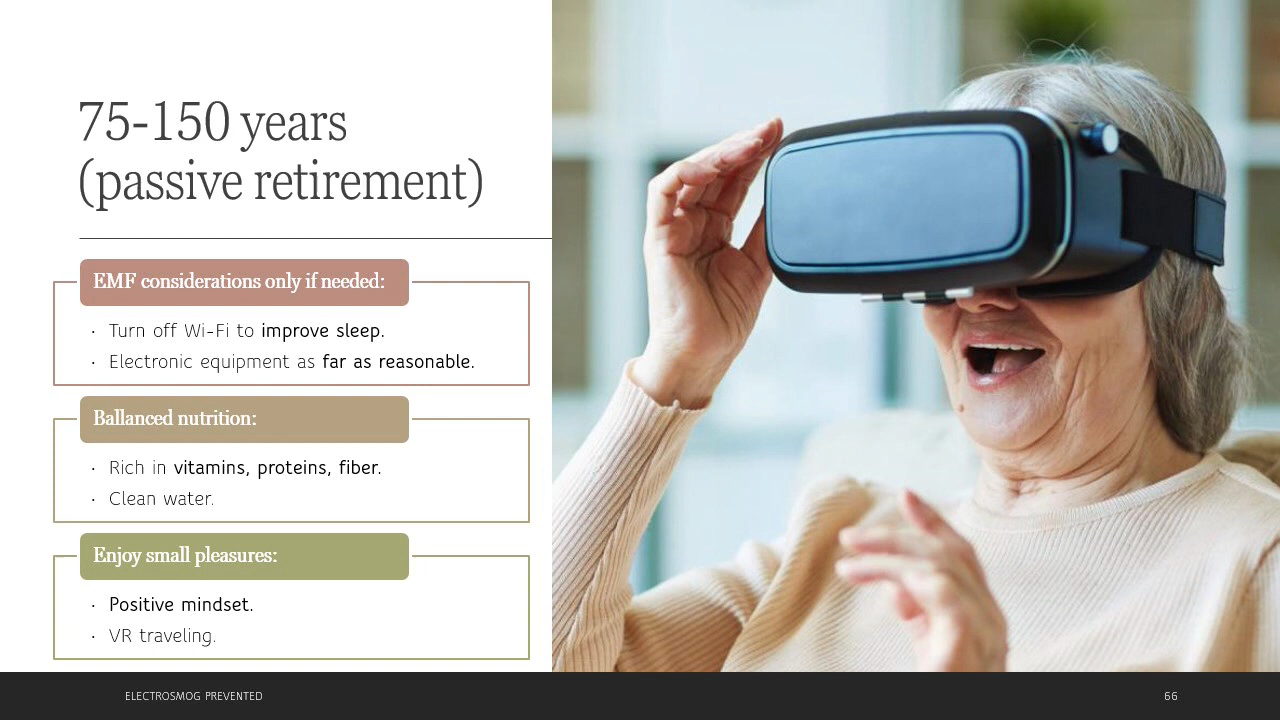 75-150 years
(passive retirement)
EMF considerations only if needed:
· Turn off Wi-Fi to improve sleep.
· Electronic equipment as far as reasonable.
Ballanced nutrition:
· Rich in vitamins, proteins, fiber.
· Clean water.
Enjoy small pleasures:
· Positive mindset.
· VR traveling.
ELECTROSMOG PREVENTED
66